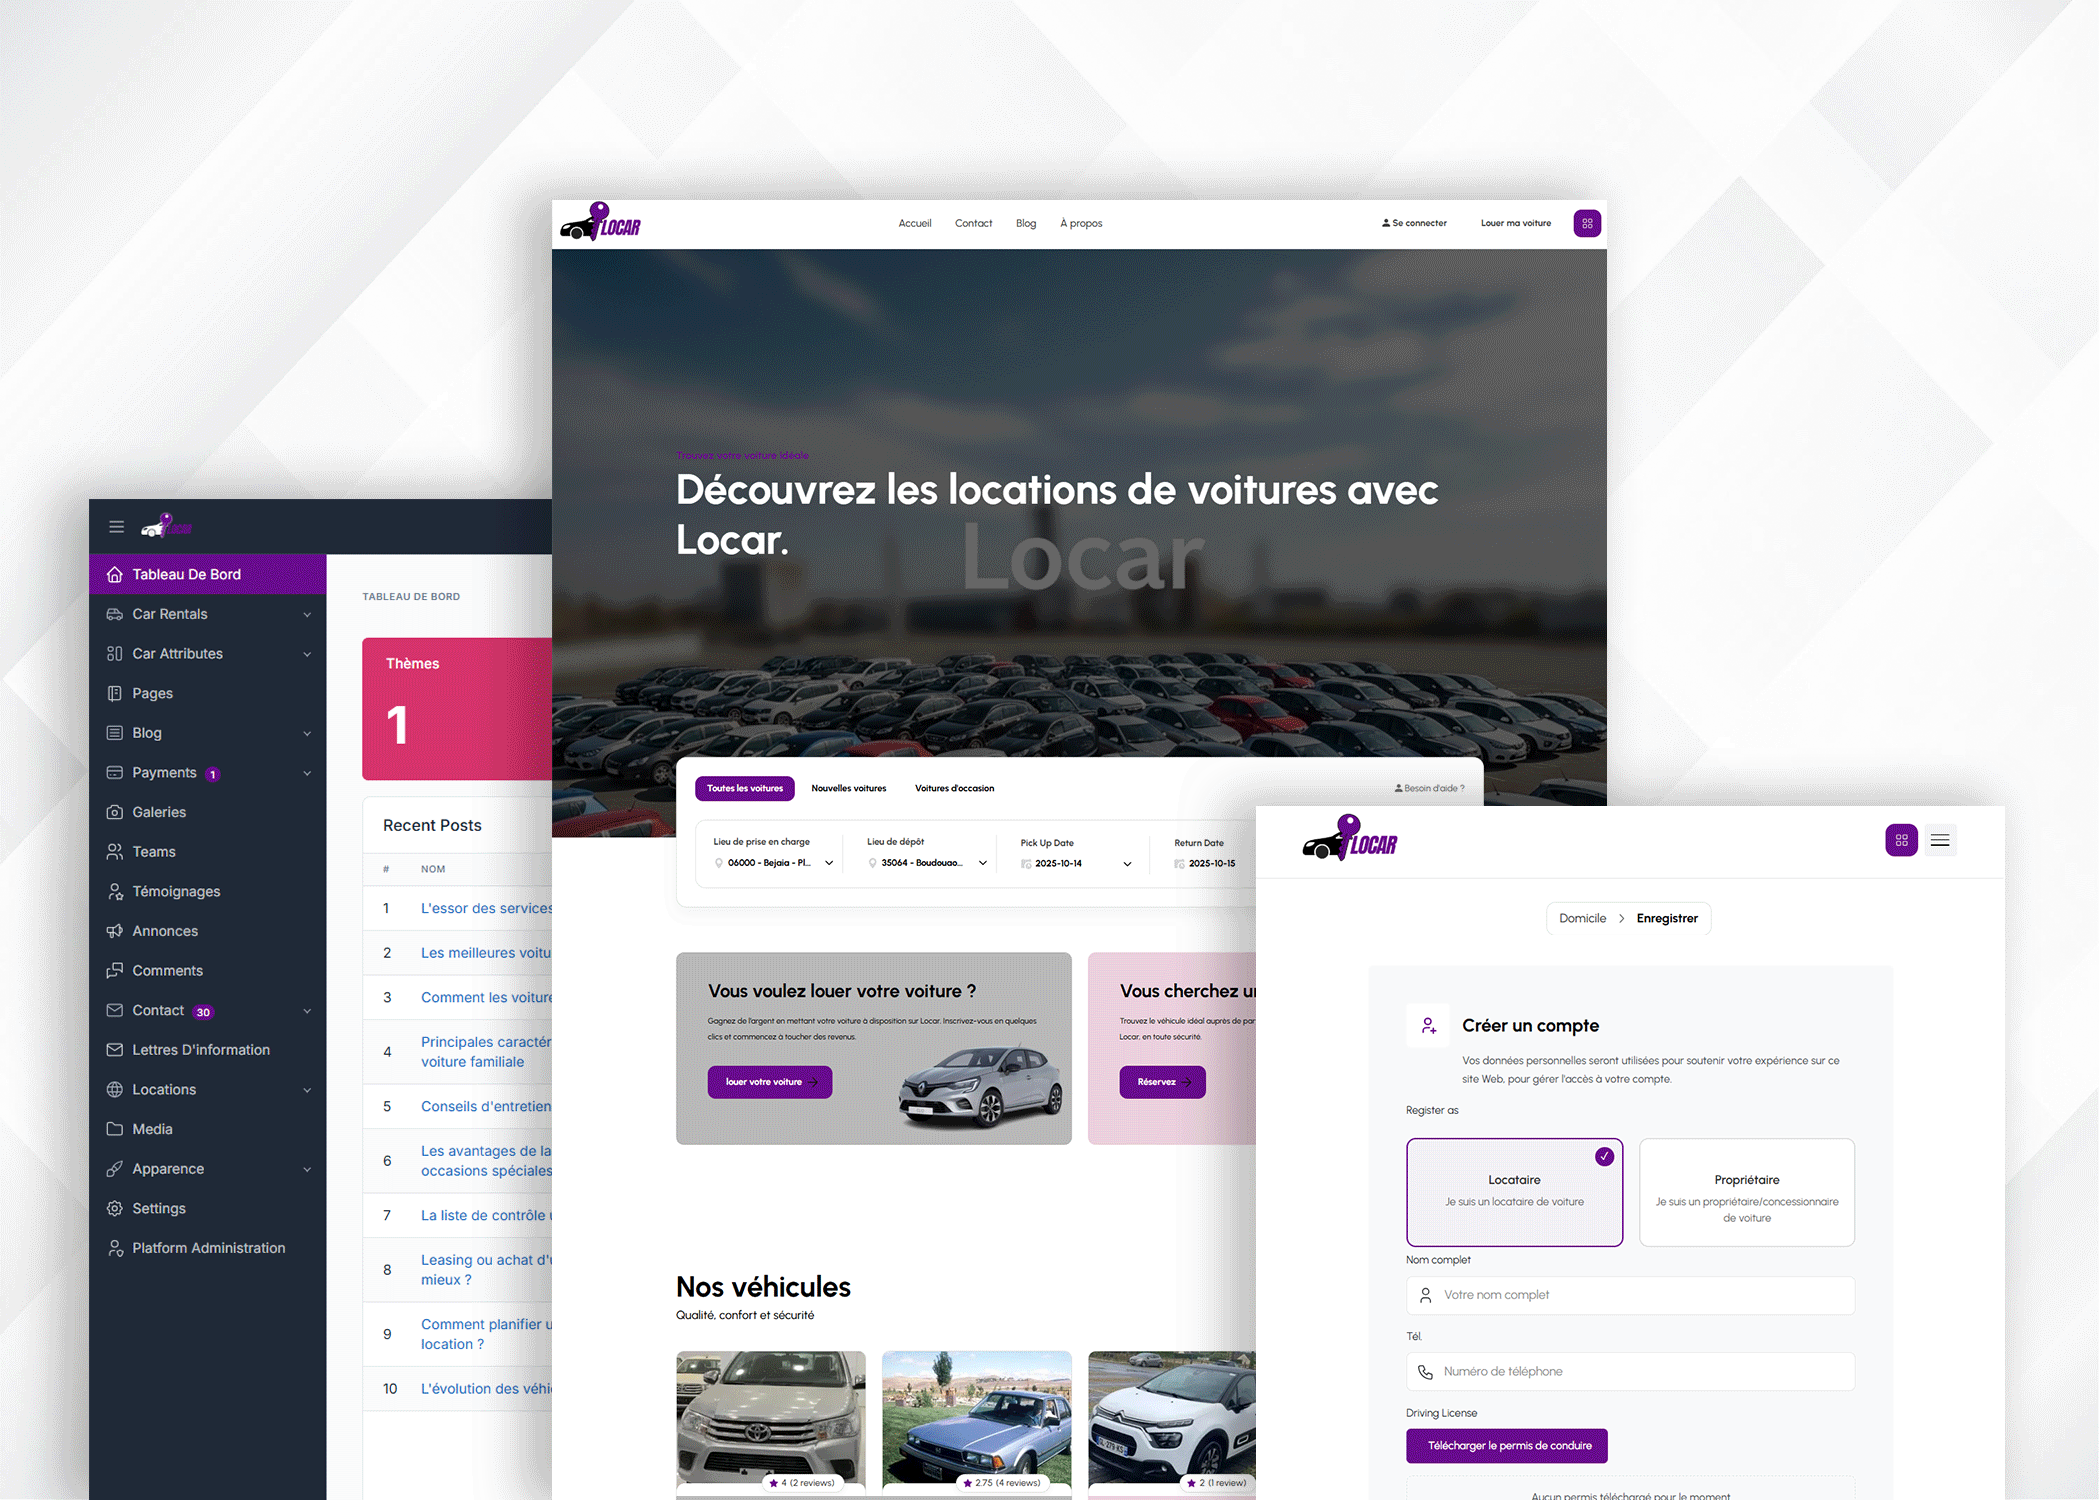 LOCAR
Accueil
Contact
Blog
À propos
Se connecter
Louer ma voiture
Trouvez votre voiture idéale
Découvrez les locations de voitures avec
Locar.
Locar
Toutes les voitures
Nouvelles voitures
Voitures d'occasion
Besoin d'aide ?
Lieu de prise en charge
06000 - Bejaia - Pl...
Lieu de dépôt
35064 - Boudouao...
Pick Up Date
2025-10-14
Return Date
2025-10-15
Vous voulez louer votre voiture ?
Gagnez de l'argent en mettant votre voiture à disposition sur Locar. Inscrivez-vous en quelques
clics et commencez à toucher des revenus.
louer votre voiture
Vous cherchez u
Trouvez le véhicule idéal auprès de par
Locar, en toute sécurité.
Réservez
Nos véhicules
Qualité, confort et sécurité
4 (2 reviews)
2.75 (4 reviews)
2 (1 review)
LOCAR
Tableau De Bord
Car Rentals
Car Attributes
Pages
Blog
Payments 1
Galeries
Teams
Témoignages
Annonces
Comments
Contact 30
Lettres D'information
Locations
Media
Apparence
Settings
Platform Administration
TABLEAU DE BORD
Thèmes
1
Recent Posts
# NOM
1 L'essor des services
2 Les meilleures voitu
3 Comment les voiture
4 Principales caractér
voiture familiale
5 Conseils d'entretien
6 Les avantages de la
occasions spéciales
7 La liste de contrôle
8 Leasing ou achat d'
mieux ?
9 Comment planifier
location ?
10 L'évolution des véhi
LOCAR
Domicile > Enregistrer
Créer un compte
Vos données personnelles seront utilisées pour soutenir votre expérience sur ce
site Web, pour gérer l'accès à votre compte.
Register as
Locataire
Je suis un locataire de voiture
Propriétaire
Je suis un propriétaire/concessionnaire
de voiture
Nom complet
Votre nom complet
Tél.
Numéro de téléphone
Driving License
Télécharger le permis de conduire
Aucun permis téléchargé pour le moment